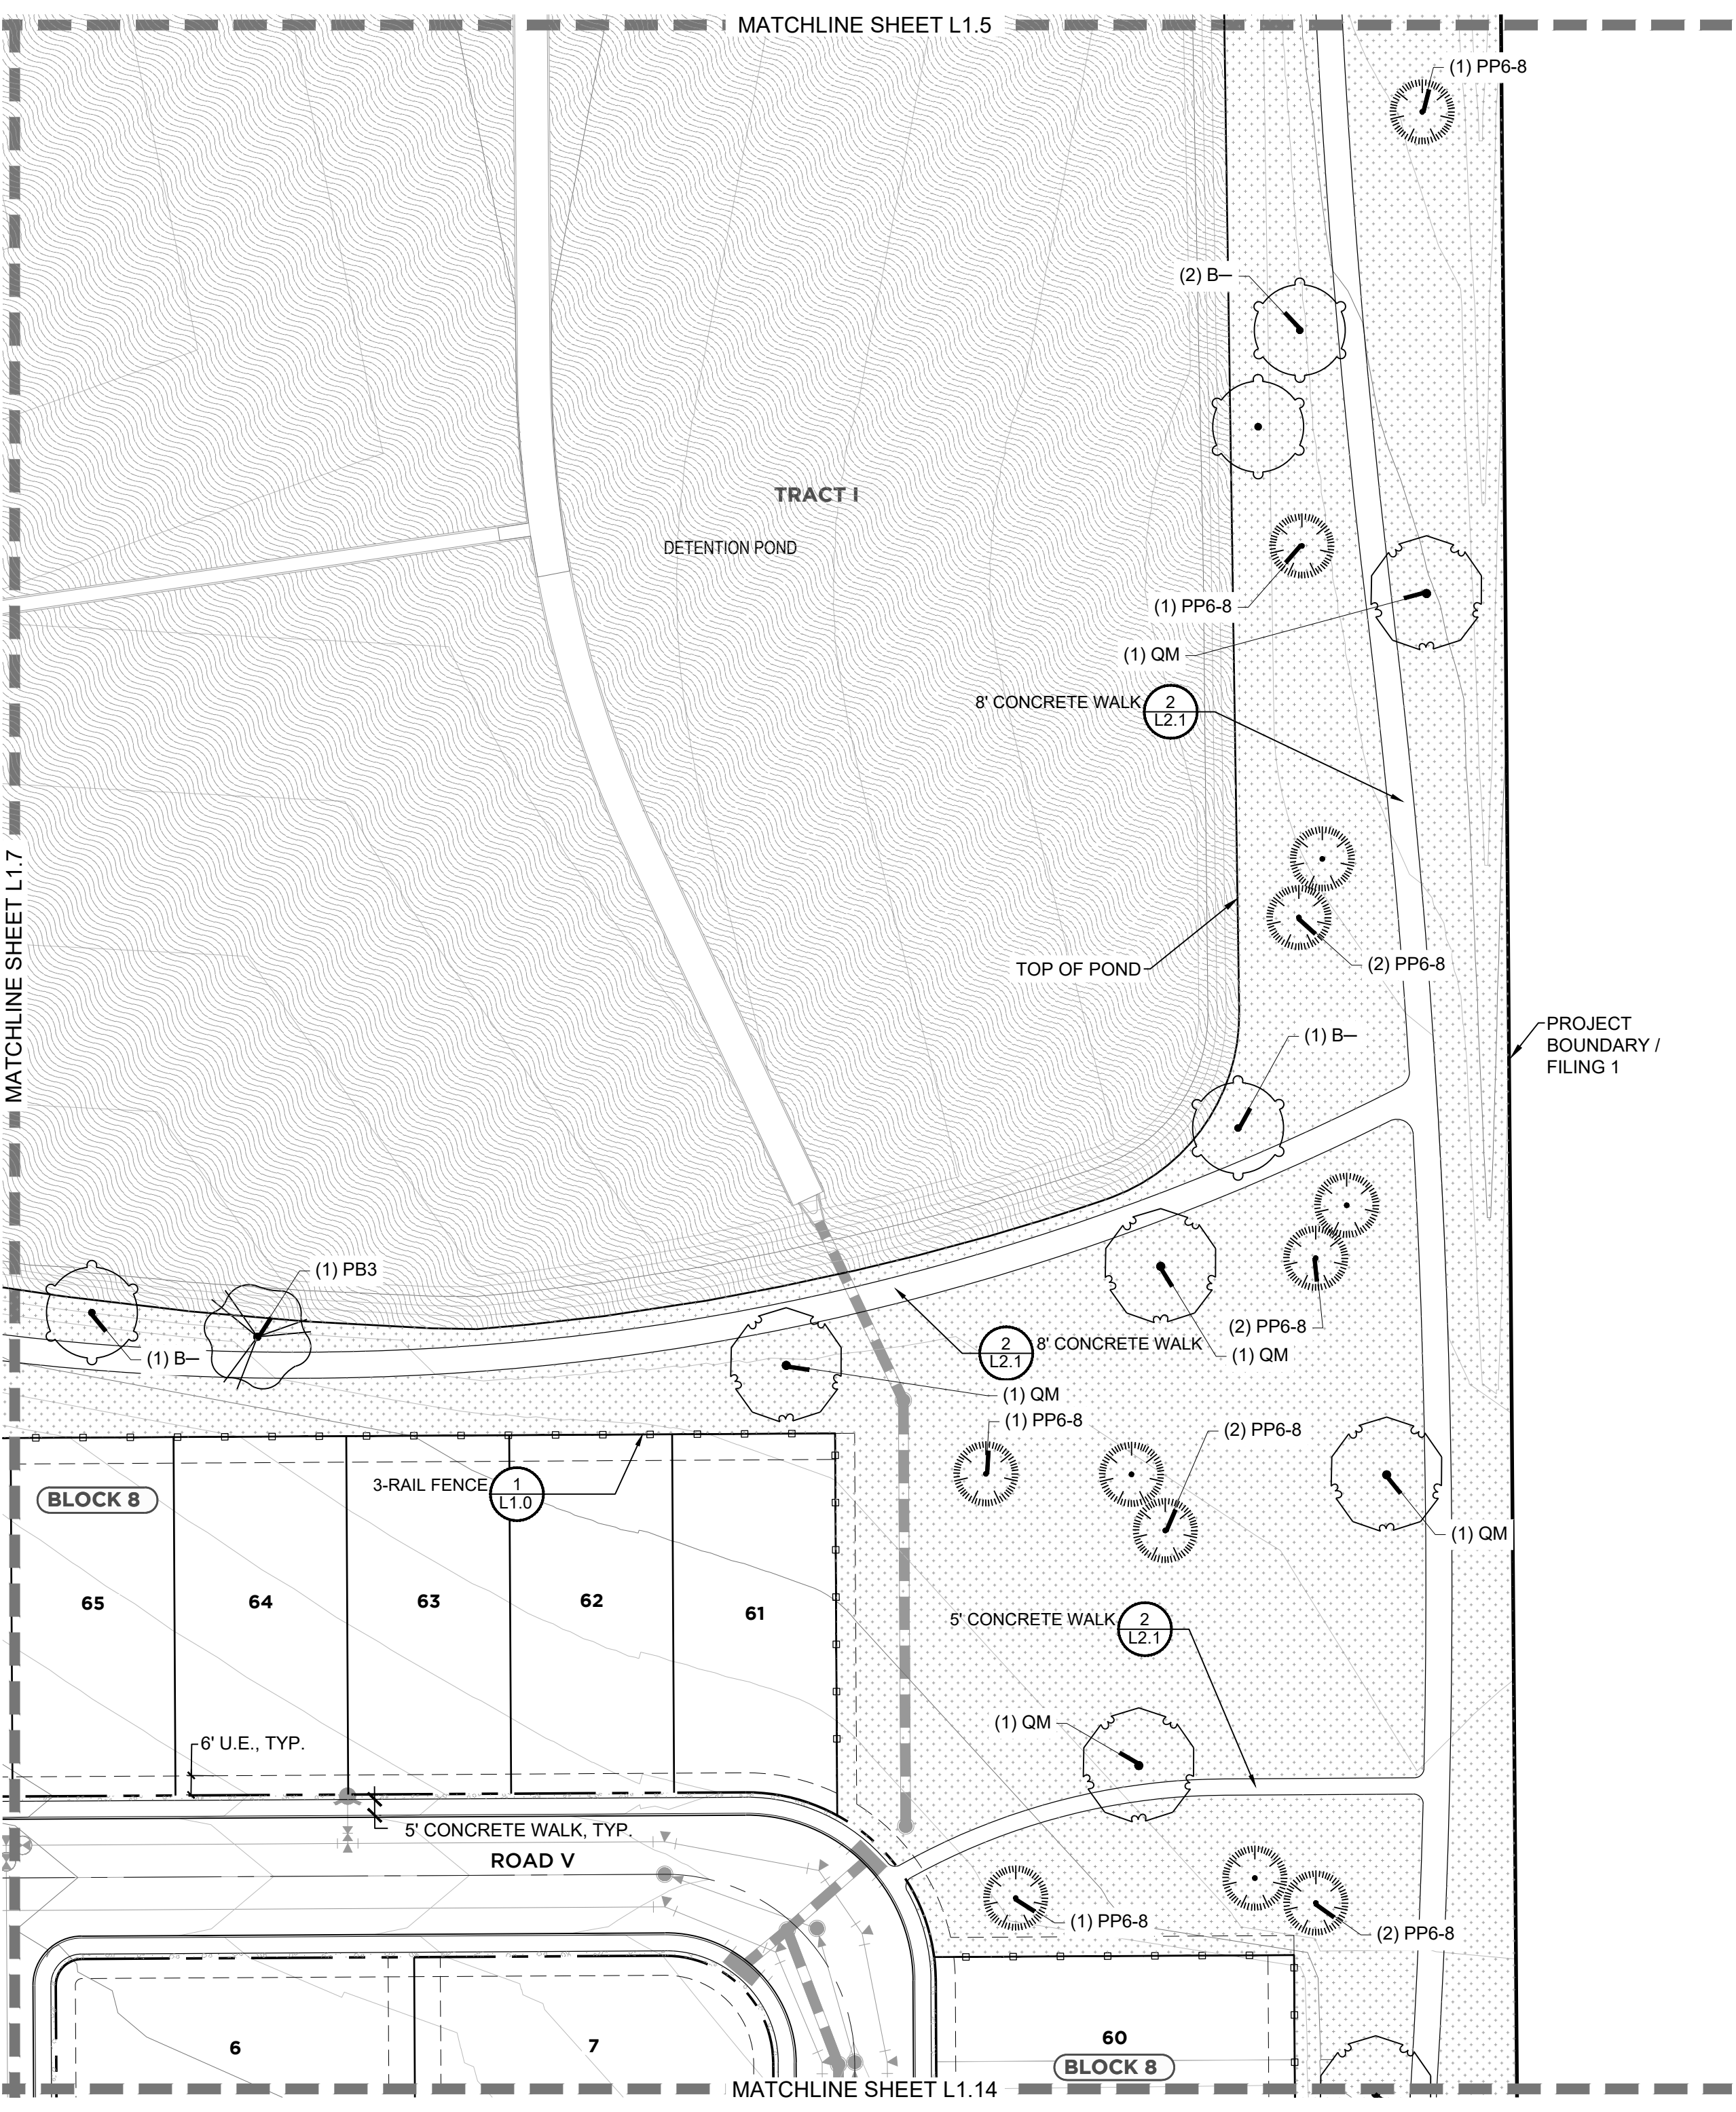 MATCHLINE SHEET L1.5
(1) PP6-8
(2) B—
TRACT I
DETENTION POND
(1) PP6-8
(1) QM
8' CONCRETE WALK
2
L2.1
MATCHLINE SHEET L1.7
TOP OF POND
(2) PP6-8
PROJECT
BOUNDARY /
FILING 1
(1) B—
(1) PB3
(1) B—
(2) PP6-8
2
L2.1
8' CONCRETE WALK
(1) QM
(1) QM
(1) PP6-8
(2) PP6-8
3-RAIL FENCE
1
L1.0
BLOCK 8
(1) QM
65
64
63
62
61
5' CONCRETE WALK
2
L2.1
(1) QM
6' U.E., TYP.
5' CONCRETE WALK, TYP.
ROAD V
(1) PP6-8
(2) PP6-8
6
7
60
BLOCK 8
MATCHLINE SHEET L1.14